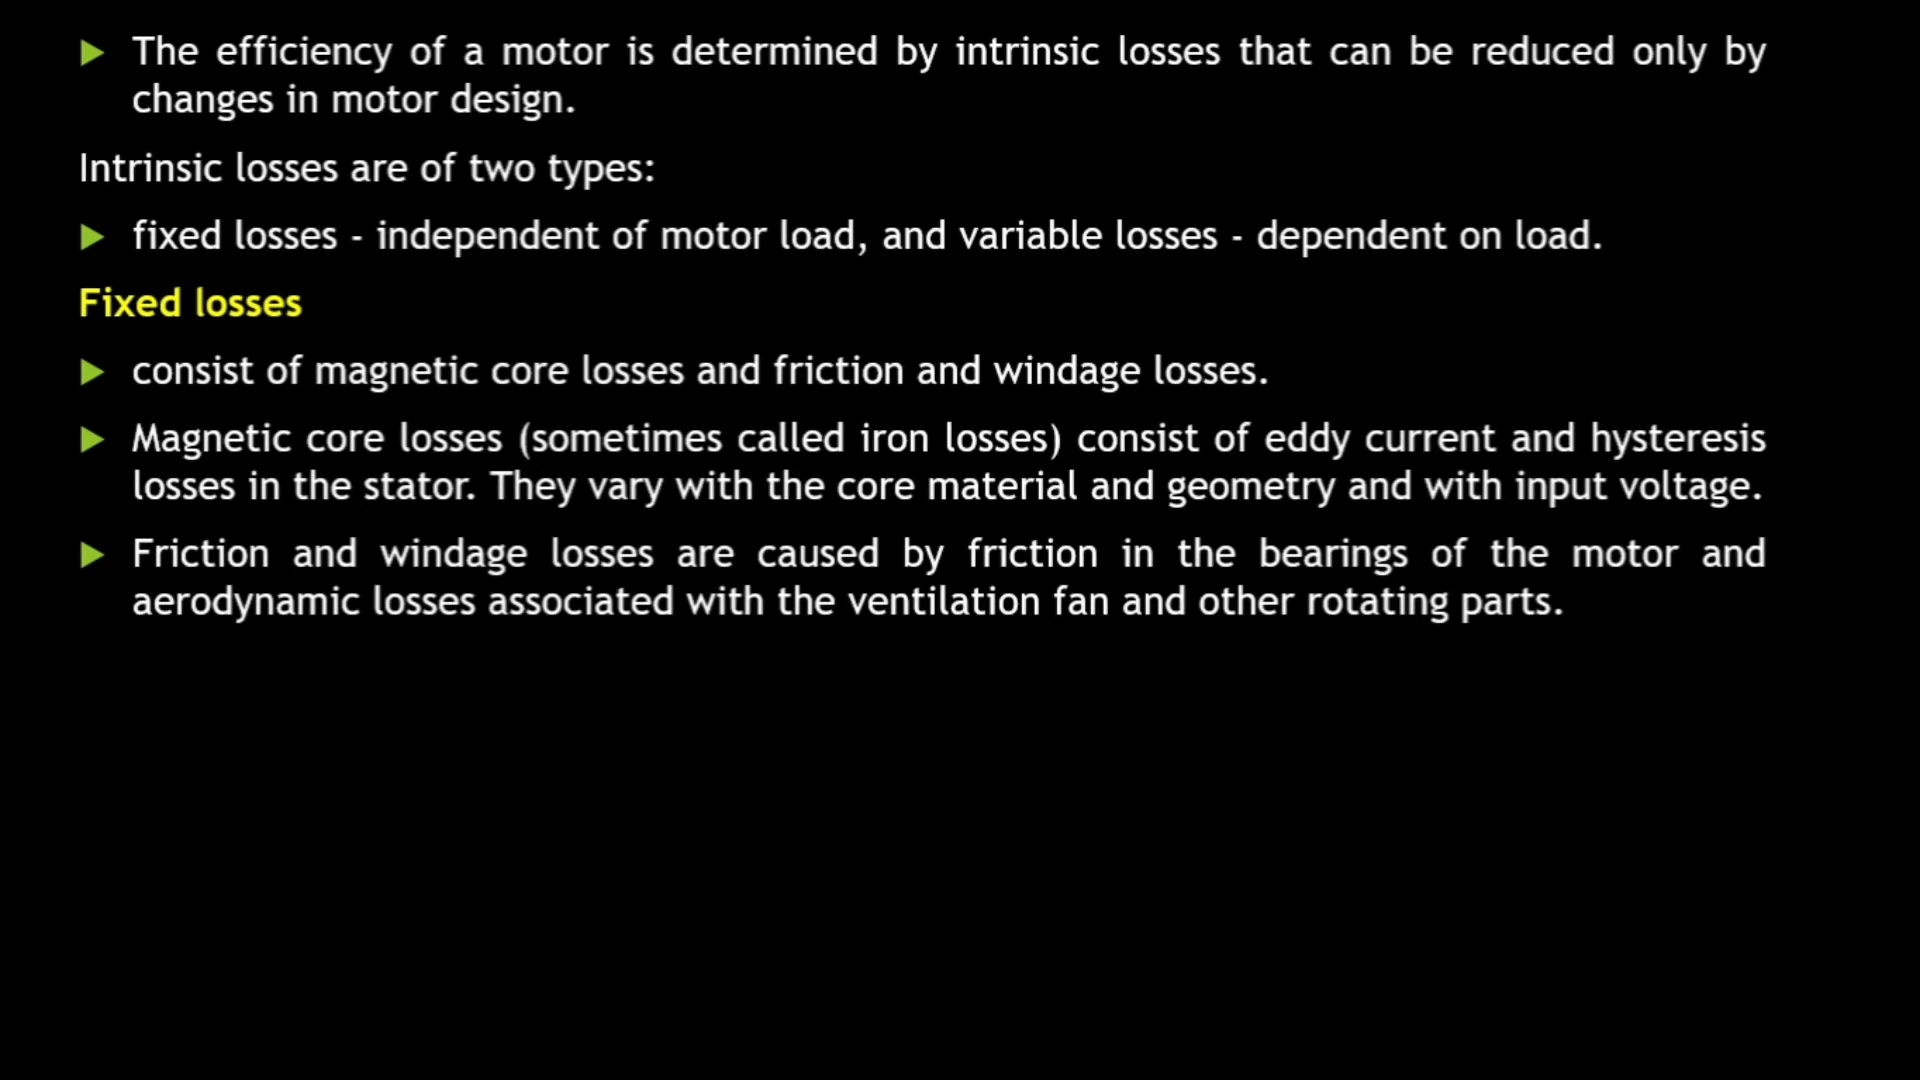 The efficiency of a motor is determined by intrinsic losses that can be reduced only by
changes in motor design.
Intrinsic losses are of two types:
fixed losses - independent of motor load, and variable losses - dependent on load.
Fixed losses
consist of magnetic core losses and friction and windage losses.
Magnetic core losses (sometimes called iron losses) consist of eddy current and hysteresis
losses in the stator. They vary with the core material and geometry and with input voltage.
Friction and windage losses are caused by friction in the bearings of the motor and
aerodynamic losses associated with the ventilation fan and other rotating parts.